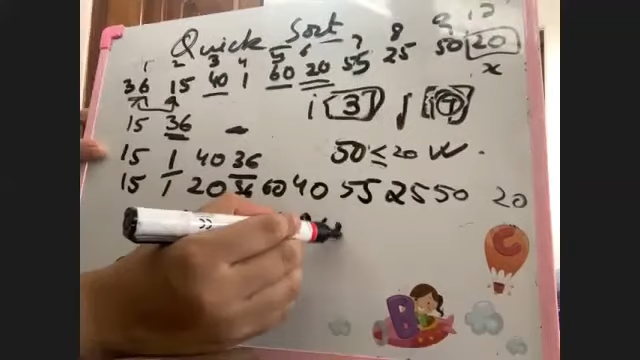 Quick Sort
1 2 3 4 5 6 7 8 9 10
36 15 40 1 60 20 55 25 50 20
x
i 3 j
15 36
15 1 40 36
50 ≤ 20
15 1 20 36 60 40 55 25 50 20
C
B